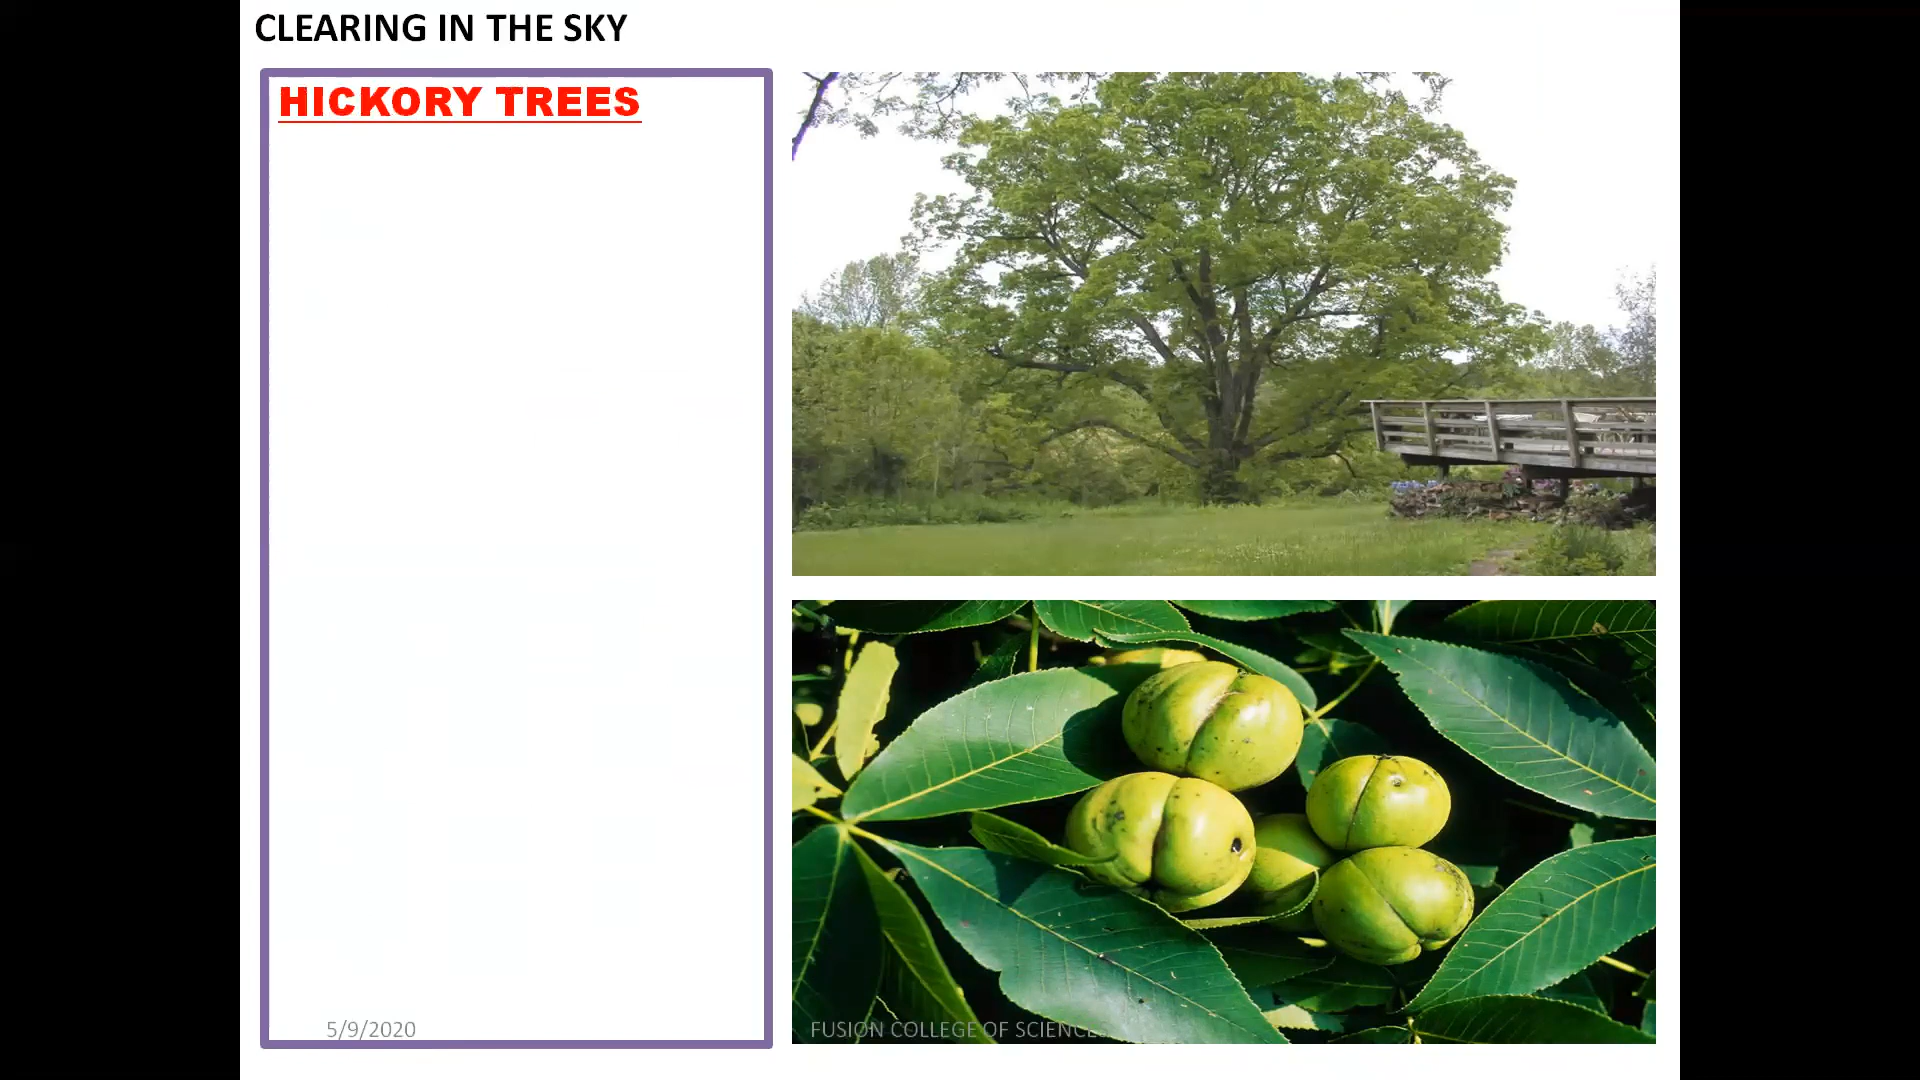 CLEARING IN THE SKY
HICKORY TREES
5/9/2020
FUSION COLLEGE OF SCIENCE